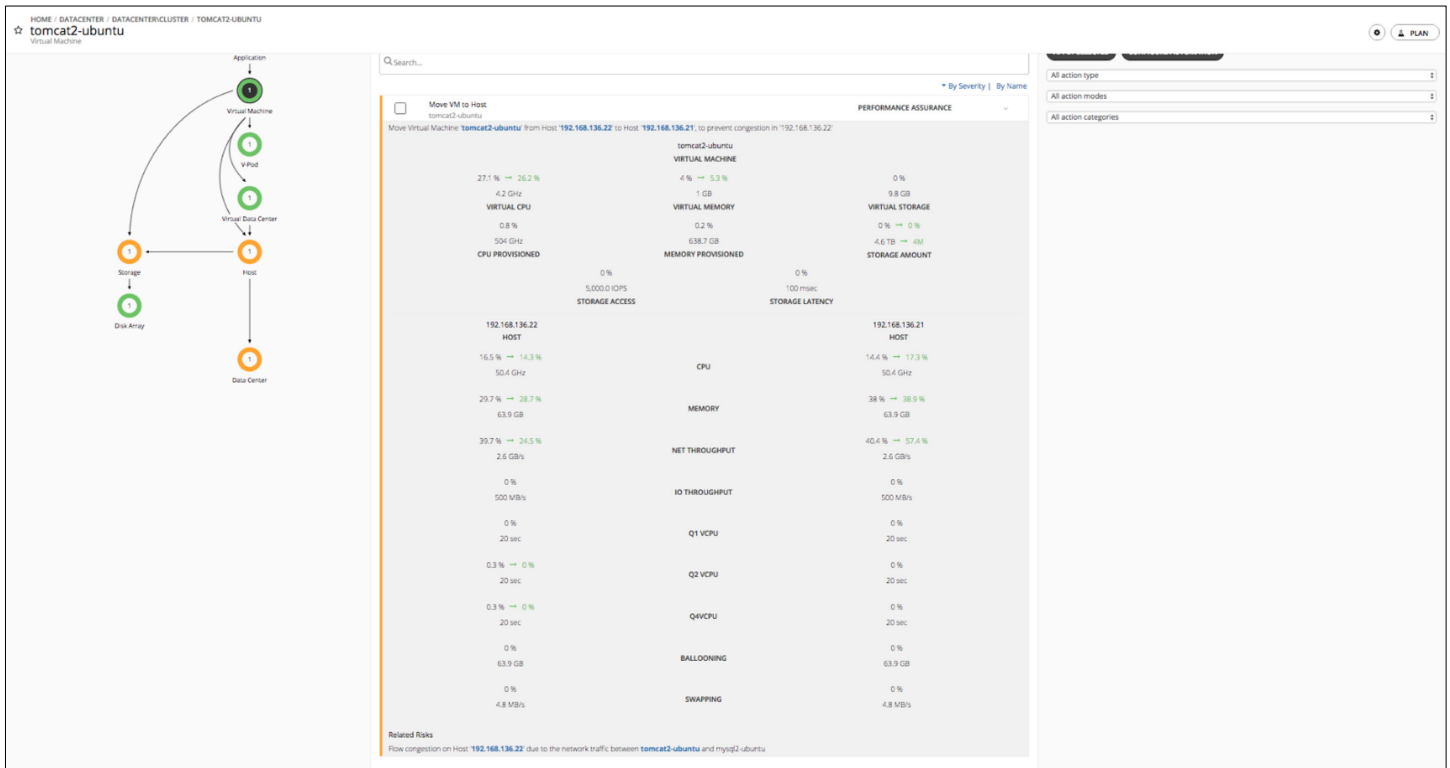 HOME / DATACENTER / DATACENTER\CLUSTER / TOMCAT2-UBUNTU
tomcat2-ubuntu
Virtual Machine
PLAN
Application
1
Virtual Machine
1
V-Pod
1
Virtual Data Center
1
Storage
1
Host
1
Disk Array
1
Data Center
Search...
By Severity | By Name
Move VM to Host
tomcat2-ubuntu
PERFORMANCE ASSURANCE
Move Virtual Machine 'tomcat2-ubuntu' from Host '192.168.136.22' to Host '192.168.136.21', to prevent congestion in '192.168.136.22'
tomcat2-ubuntu
VIRTUAL MACHINE
27.1 % → 26.2 % 4 % → 5.3 % 0 %
4.2 GHz 1 GB 9.8 GB
VIRTUAL CPU VIRTUAL MEMORY VIRTUAL STORAGE
0.8 % 0.2 % 0 % → 0 %
504 GHz 638.7 GB 4.6 TB → 4M
CPU PROVISIONED MEMORY PROVISIONED STORAGE AMOUNT
0 % 0 %
5,000.0 IOPS 100 msec
STORAGE ACCESS STORAGE LATENCY
192.168.136.22 192.168.136.21
HOST HOST
16.5 % → 14.3 % 14.4 % → 17.3 %
CPU
50.4 GHz 50.4 GHz
29.7 % → 28.7 % 38 % → 38.9 %
MEMORY
63.9 GB 63.9 GB
39.7 % → 24.5 % 40.4 % → 57.4 %
NET THROUGHPUT
2.6 GB/s 2.6 GB/s
0 % 0 %
IO THROUGHPUT
500 MB/s 500 MB/s
0 % 0 %
Q1 VCPU
20 sec 20 sec
0.3 % → 0 % 0 %
Q2 VCPU
20 sec 20 sec
0.3 % → 0 % 0 %
Q4VCPU
20 sec 20 sec
0 % 0 %
BALLOONING
63.9 GB 63.9 GB
0 % 0 %
SWAPPING
4.8 MB/s 4.8 MB/s
Related Risks
Flow congestion on Host '192.168.136.22' due to the network traffic between tomcat2-ubuntu and mysql2-ubuntu
All action type
All action modes
All action categories